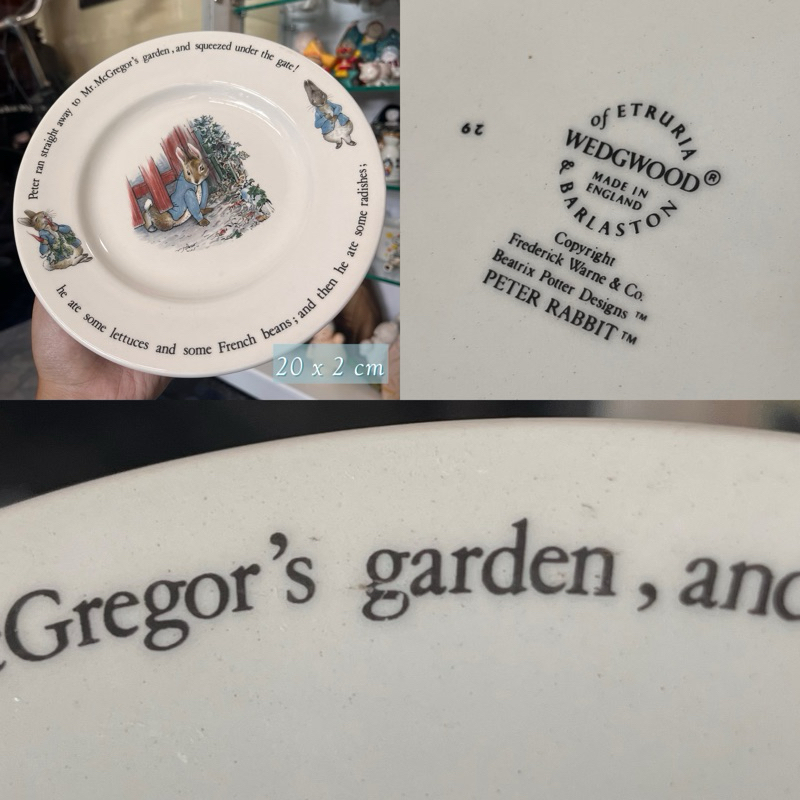 Peter ran straight away to Mr. McGregor's garden, and squeezed under the gate!
he ate some lettuces and some French beans; and then he ate some radishes;
20 x 2 cm
29
of ETRURIA
WEDGWOOD®
MADE IN
ENGLAND
& BARLASTON
Copyright
Frederick Warne & Co.
Beatrix Potter Designs ™
PETER RABBIT ™
Gregor's garden, and